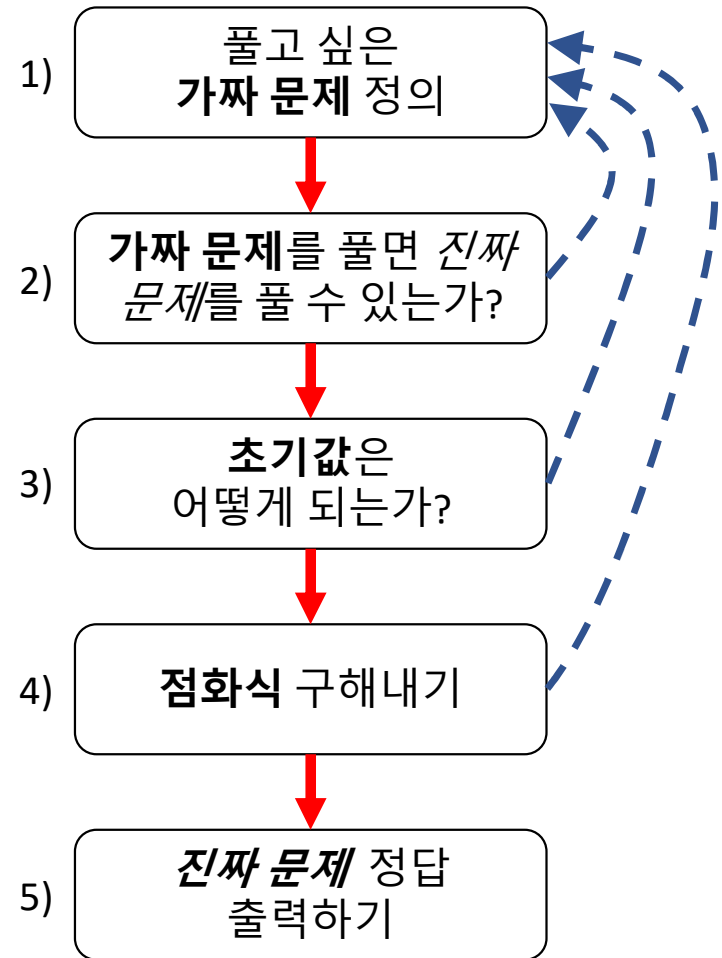 1)
풀고 싶은
가짜 문제 정의
2)
가짜 문제를 풀면 진짜
문제를 풀 수 있는가?
3)
초기값은
어떻게 되는가?
4)
점화식 구해내기
5)
진짜 문제 정답
출력하기